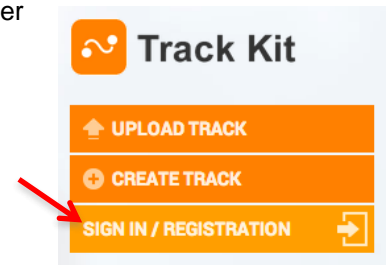 er
Track Kit
UPLOAD TRACK
CREATE TRACK
SIGN IN / REGISTRATION